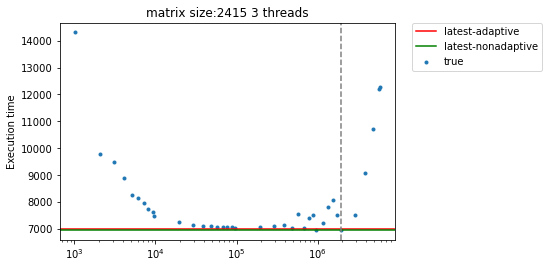 matrix size:2415 3 threads
latest-adaptive
latest-nonadaptive
true
Execution time
14000
13000
12000
11000
10000
9000
8000
7000
10³
10⁴
10⁵
10⁶